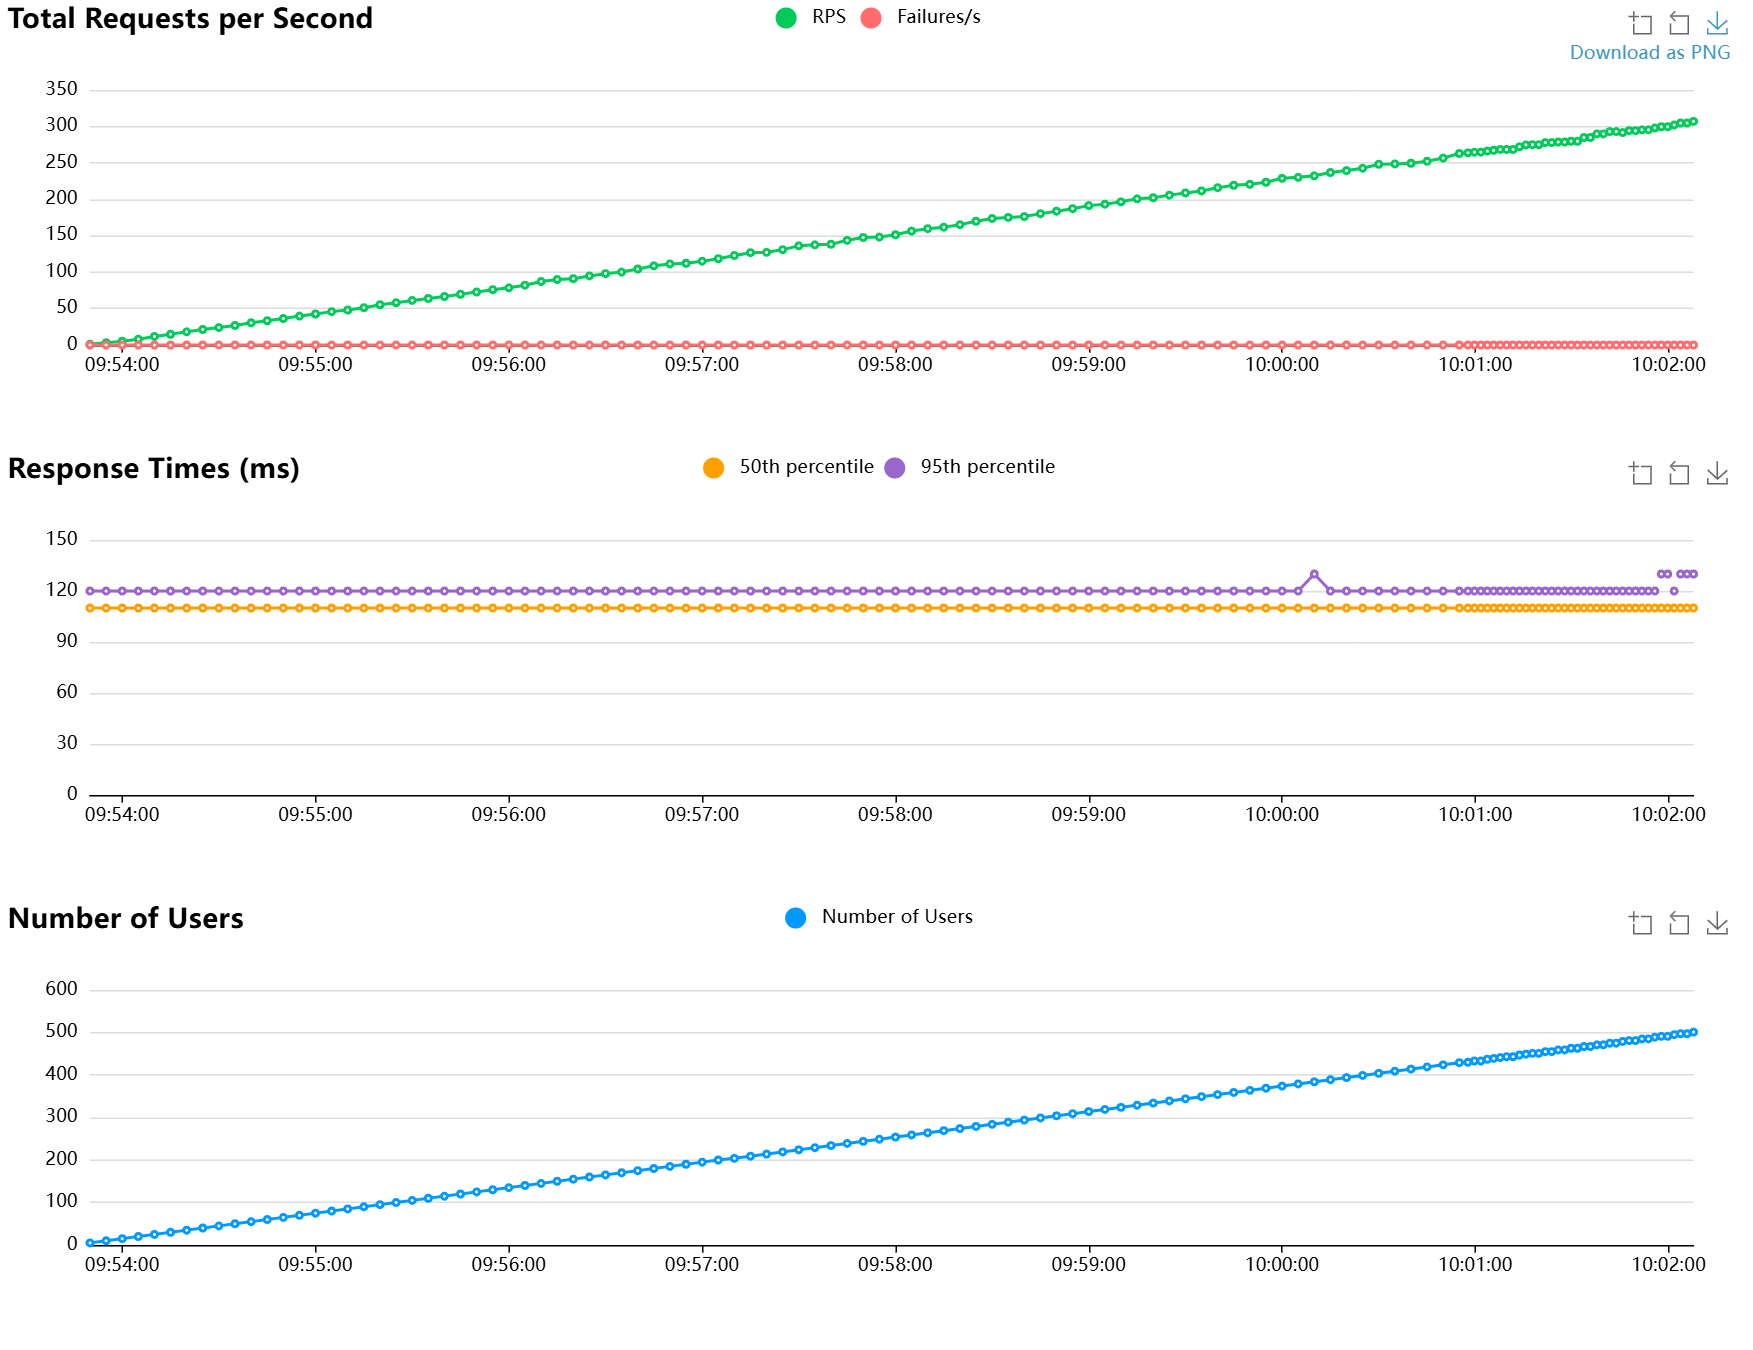 Total Requests per Second
RPS Failures/s
Download as PNG
350
300
250
200
150
100
50
0
09:54:00 09:55:00 09:56:00 09:57:00 09:58:00 09:59:00 10:00:00 10:01:00 10:02:00
Response Times (ms)
50th percentile 95th percentile
150
120
90
60
30
0
09:54:00 09:55:00 09:56:00 09:57:00 09:58:00 09:59:00 10:00:00 10:01:00 10:02:00
Number of Users
Number of Users
600
500
400
300
200
100
0
09:54:00 09:55:00 09:56:00 09:57:00 09:58:00 09:59:00 10:00:00 10:01:00 10:02:00